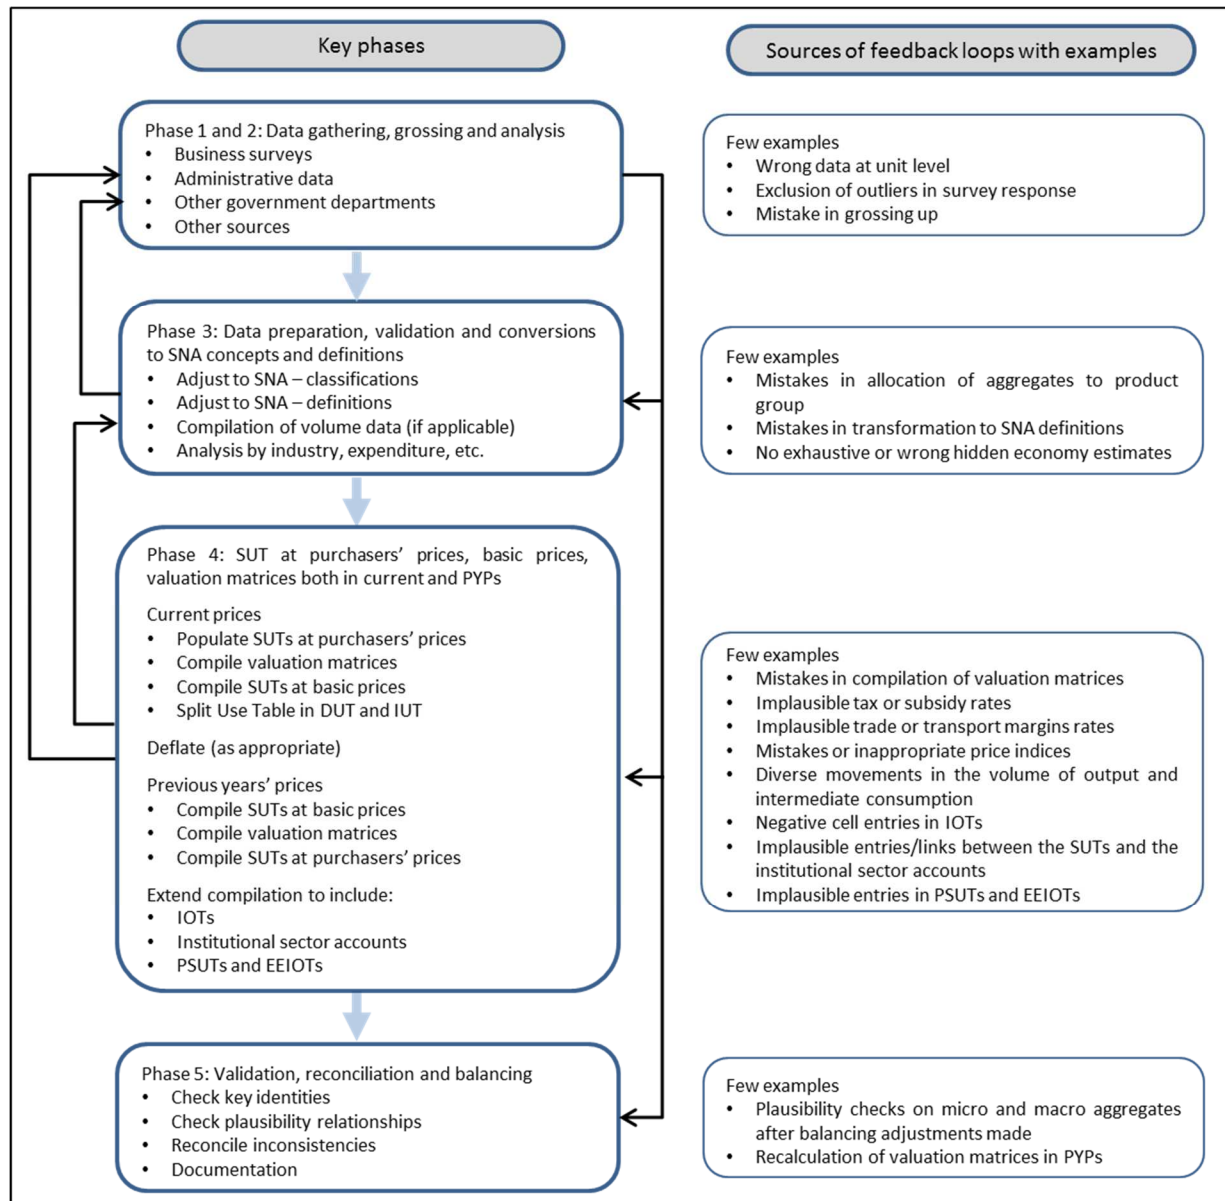 Key phases
Sources of feedback loops with examples
Phase 1 and 2: Data gathering, grossing and analysis
• Business surveys
• Administrative data
• Other government departments
• Other sources
Few examples
• Wrong data at unit level
• Exclusion of outliers in survey response
• Mistake in grossing up
Phase 3: Data preparation, validation and conversions
to SNA concepts and definitions
• Adjust to SNA – classifications
• Adjust to SNA – definitions
• Compilation of volume data (if applicable)
• Analysis by industry, expenditure, etc.
Few examples
• Mistakes in allocation of aggregates to product
group
• Mistakes in transformation to SNA definitions
• No exhaustive or wrong hidden economy estimates
Phase 4: SUT at purchasers’ prices, basic prices,
valuation matrices both in current and PYPs
Current prices
• Populate SUTs at purchasers’ prices
• Compile valuation matrices
• Compile SUTs at basic prices
• Split Use Table in DUT and IUT
Deflate (as appropriate)
Previous years’ prices
• Compile SUTs at basic prices
• Compile valuation matrices
• Compile SUTs at purchasers’ prices
Extend compilation to include:
• IOTs
• Institutional sector accounts
• PSUTs and EEIOTs
Few examples
• Mistakes in compilation of valuation matrices
• Implausible tax or subsidy rates
• Implausible trade or transport margins rates
• Mistakes or inappropriate price indices
• Diverse movements in the volume of output and
intermediate consumption
• Negative cell entries in IOTs
• Implausible entries/links between the SUTs and the
institutional sector accounts
• Implausible entries in PSUTs and EEIOTs
Phase 5: Validation, reconciliation and balancing
• Check key identities
• Check plausibility relationships
• Reconcile inconsistencies
• Documentation
Few examples
• Plausibility checks on micro and macro aggregates
after balancing adjustments made
• Recalculation of valuation matrices in PYPs